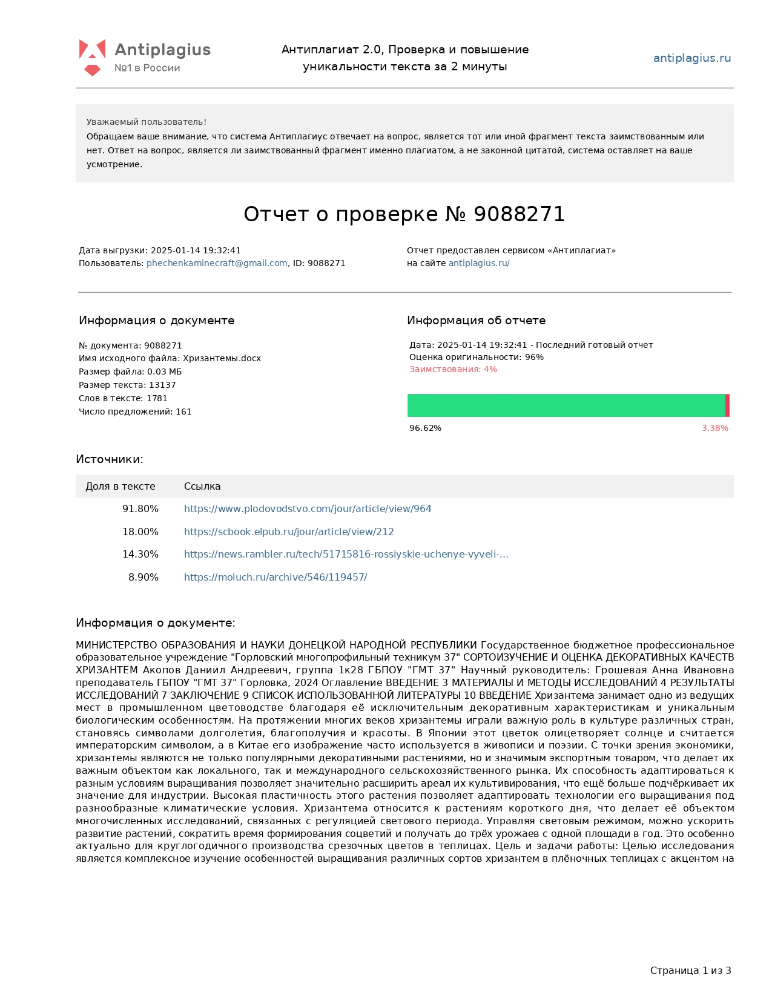 Antiplagius
№1 в России
Антиплагиат 2.0, Проверка и повышение
уникальности текста за 2 минуты
antiplagius.ru
Уважаемый пользователь!
Обращаем ваше внимание, что система Антиплагиус отвечает на вопрос, является тот или иной фрагмент текста заимствованным или
нет. Ответ на вопрос, является ли заимствованный фрагмент именно плагиатом, а не законной цитатой, система оставляет на ваше
усмотрение.
Отчет о проверке № 9088271
Дата выгрузки: 2025-01-14 19:32:41
Пользователь: phechenkaminecraft@gmail.com, ID: 9088271
Отчет предоставлен сервисом «Антиплагиат»
на сайте antiplagius.ru/
Информация о документе
№ документа: 9088271
Имя исходного файла: Хризантемы.docx
Размер файла: 0.03 МБ
Размер текста: 13137
Слов в тексте: 1781
Число предложений: 161
Информация об отчете
Дата: 2025-01-14 19:32:41 - Последний готовый отчет
Оценка оригинальности: 96%
Заимствования: 4%
96.62%
3.38%
Источники:
Доля в тексте Ссылка
91.80% https://www.plodovodstvo.com/jour/article/view/964
18.00% https://scbook.elpub.ru/jour/article/view/212
14.30% https://news.rambler.ru/tech/51715816-rossiyskie-uchenye-vyveli-...
8.90% https://moluch.ru/archive/546/119457/
Информация о документе:
МИНИСТЕРСТВО ОБРАЗОВАНИЯ И НАУКИ ДОНЕЦКОЙ НАРОДНОЙ РЕСПУБЛИКИ Государственное бюджетное профессиональное
образовательное учреждение "Горловский многопрофильный техникум 37" СОРТОИЗУЧЕНИЕ И ОЦЕНКА ДЕКОРАТИВНЫХ КАЧЕСТВ
ХРИЗАНТЕМ Акопов Даниил Андреевич, группа 1к28 ГБПОУ "ГМТ 37" Научный руководитель: Грошевая Анна Ивановна
преподаватель ГБПОУ "ГМТ 37" Горловка, 2024 Оглавление ВВЕДЕНИЕ 3 МАТЕРИАЛЫ И МЕТОДЫ ИССЛЕДОВАНИЙ 4 РЕЗУЛЬТАТЫ
ИССЛЕДОВАНИЙ 7 ЗАКЛЮЧЕНИЕ 9 СПИСОК ИСПОЛЬЗОВАННОЙ ЛИТЕРАТУРЫ 10 ВВЕДЕНИЕ Хризантема занимает одно из ведущих
мест в промышленном цветоводстве благодаря её исключительным декоративным характеристикам и уникальным
биологическим особенностям. На протяжении многих веков хризантемы играли важную роль в культуре различных стран,
становясь символами долголетия, благополучия и красоты. В Японии этот цветок олицетворяет солнце и считается
императорским символом, а в Китае его изображение часто используется в живописи и поэзии. С точки зрения экономики,
хризантемы являются не только популярными декоративными растениями, но и значимым экспортным товаром, что делает их
важным объектом как локального, так и международного сельскохозяйственного рынка. Их способность адаптироваться к
разным условиям выращивания позволяет значительно расширить ареал их культивирования, что ещё больше подчёркивает их
значение для индустрии. Высокая пластичность этого растения позволяет адаптировать технологии его выращивания под
разнообразные климатические условия. Хризантема относится к растениям короткого дня, что делает её объектом
многочисленных исследований, связанных с регуляцией светового периода. Управляя световым режимом, можно ускорить
развитие растений, сократить время формирования соцветий и получать до трёх урожаев с одной площади в год. Это особенно
актуально для круглогодичного производства срезочных цветов в теплицах. Цель и задачи работы: Целью исследования
является комплексное изучение особенностей выращивания различных сортов хризантем в плёночных теплицах с акцентом на
Страница 1 из 3